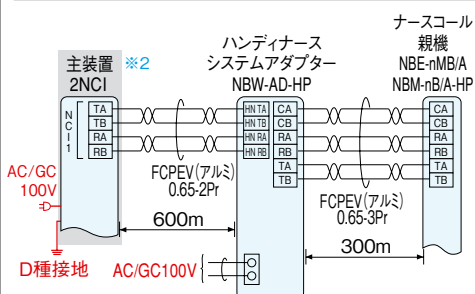 ナースコール
親機
NBE-nMB/A
NBM-nB/A-HP
ハンディナース
システムアダプター
NBW-AD-HP
主装置 ※2
2NCI
NCI1
TA
TB
RA
RB
HN TA
HN TB
HN RA
HN RB
CA
CB
RA
RB
TA
TB
CA
CB
RA
RB
TA
TB
AC/GC
100V
FCPEV(アルミ)
0.65-2Pr
FCPEV(アルミ)
0.65-3Pr
600m
300m
D種接地
AC/GC100V